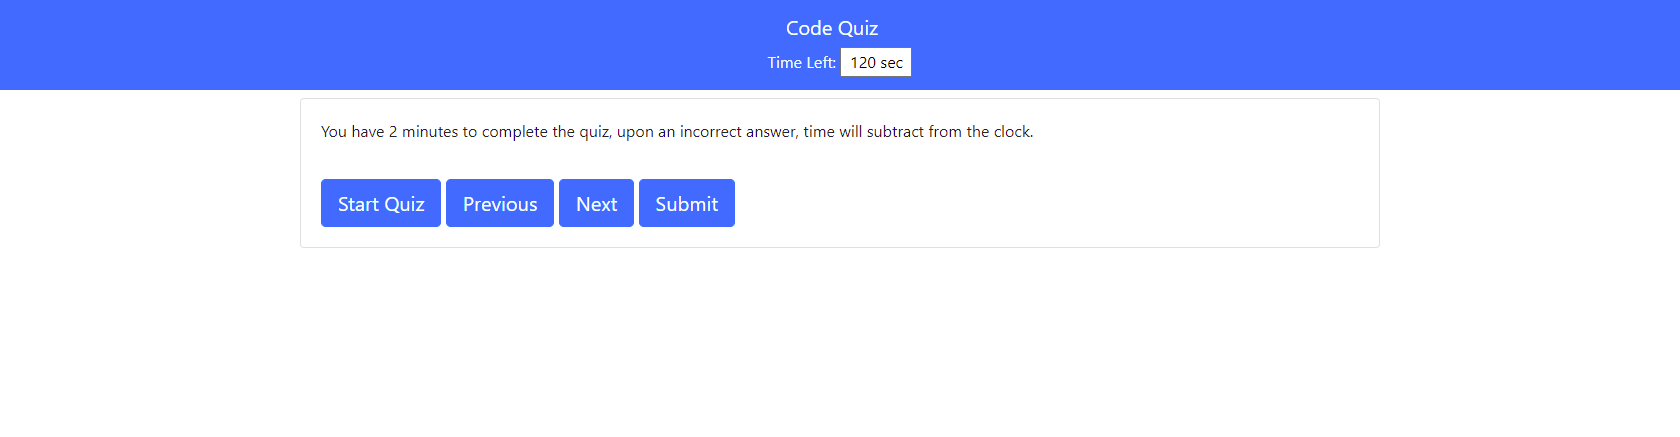 Code Quiz
Time Left: 120 sec
You have 2 minutes to complete the quiz, upon an incorrect answer, time will subtract from the clock.
Start Quiz Previous Next Submit